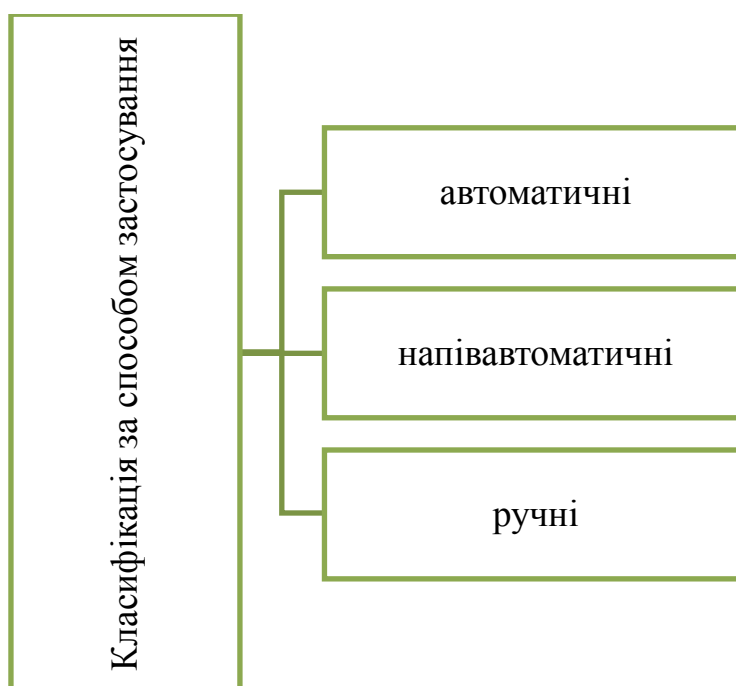 Класифікація за способом застосування
автоматичні
напівавтоматичні
ручні